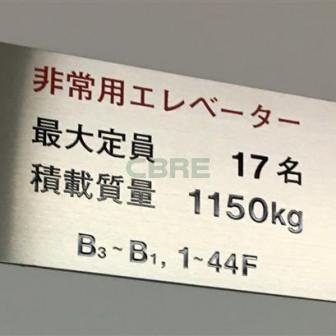 非常用エレベーター
最大定員 17名
CBRE
積載質量 1150kg
B3~B1, 1~44F